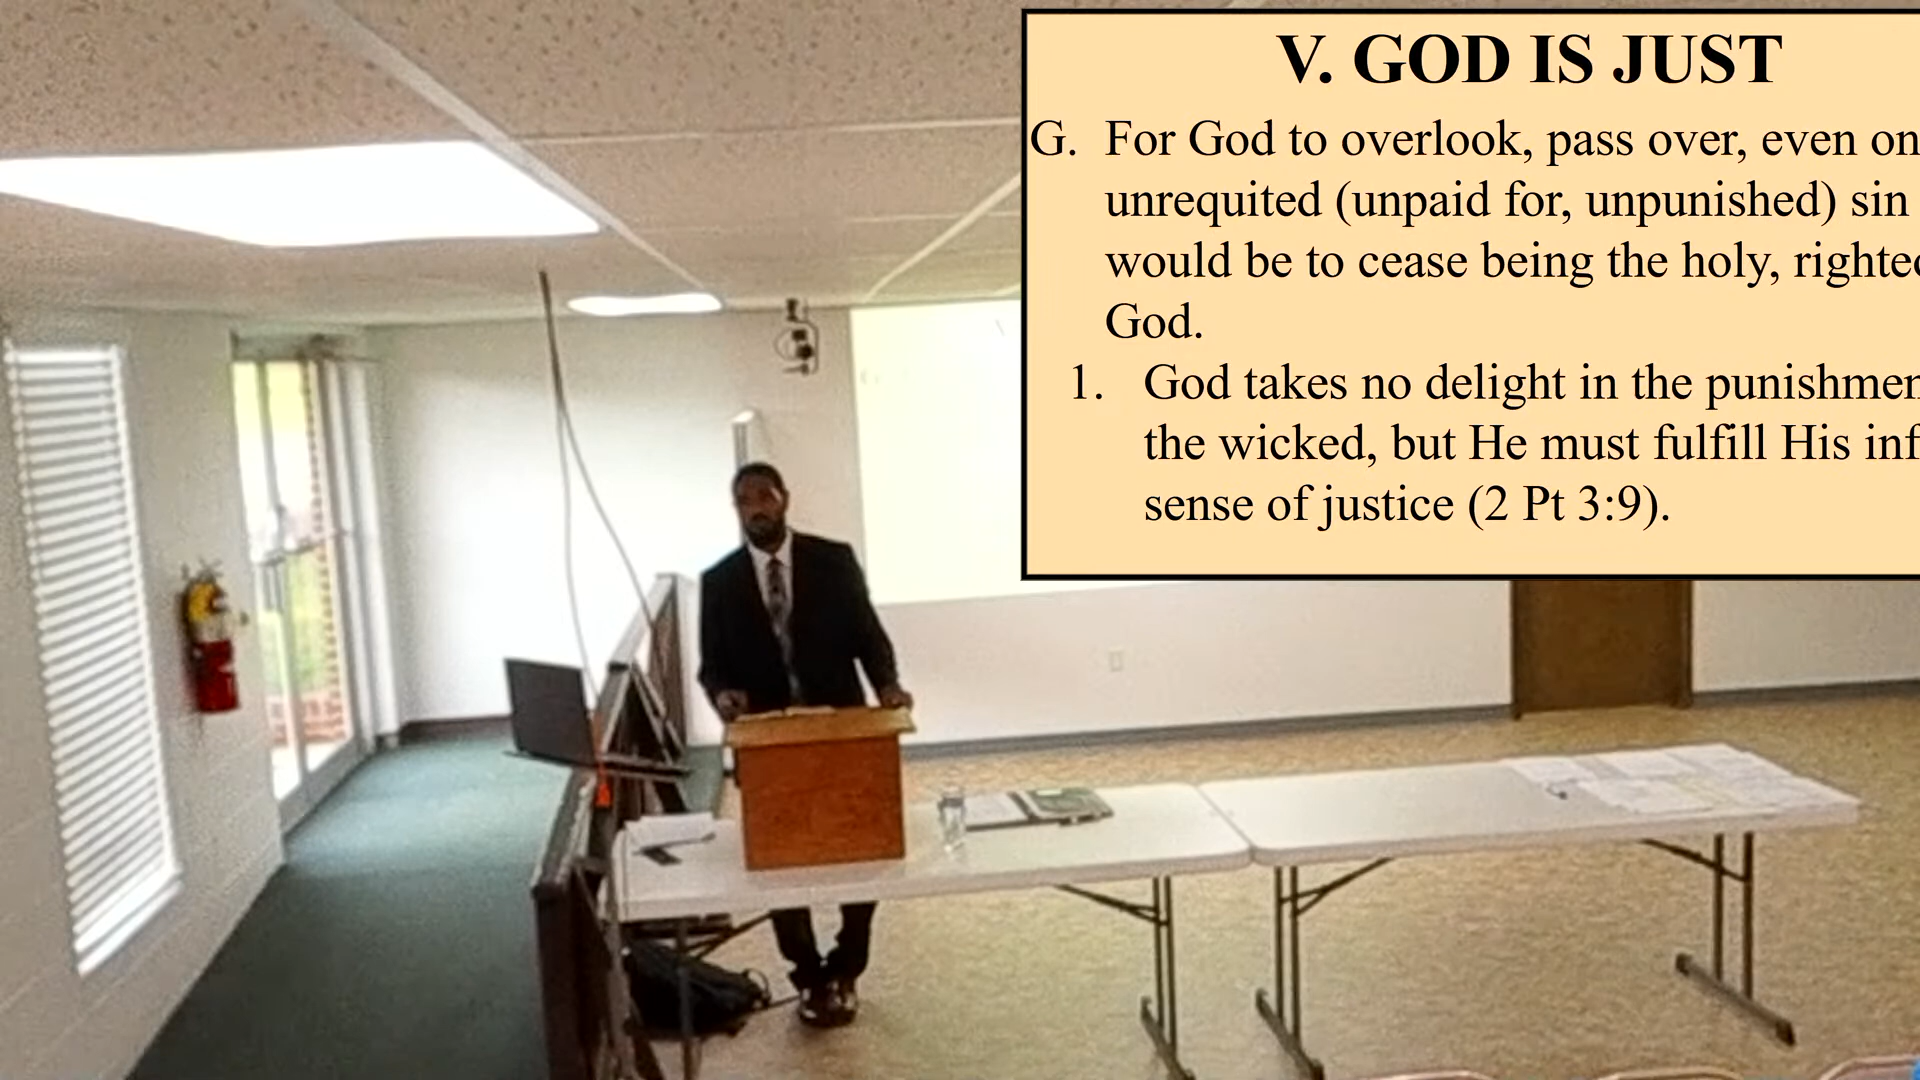 V. GOD IS JUST
G. For God to overlook, pass over, even on
unrequited (unpaid for, unpunished) sin
would be to cease being the holy, righteo
God.
1. God takes no delight in the punishmen
the wicked, but He must fulfill His inf
sense of justice (2 Pt 3:9).